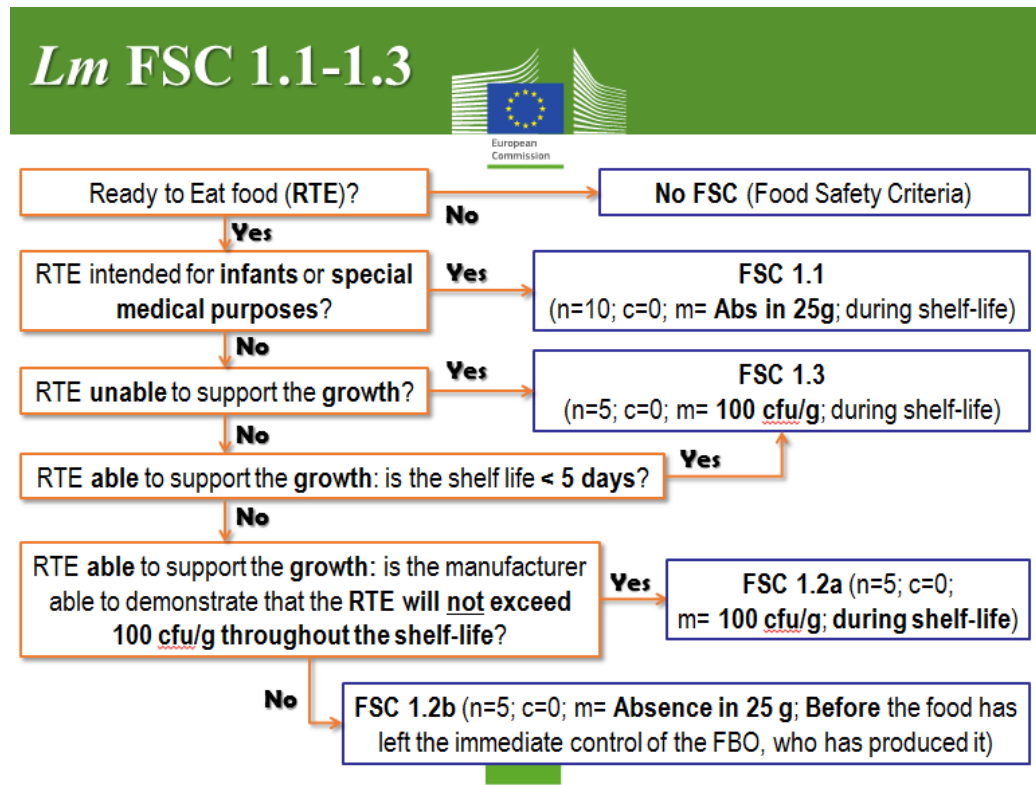 Lm FSC 1.1-1.3
European
Commission
Ready to Eat food (RTE)?
No
No FSC (Food Safety Criteria)
Yes
RTE intended for infants or special
medical purposes?
Yes
FSC 1.1
(n=10; c=0; m= Abs in 25g; during shelf-life)
No
RTE unable to support the growth?
Yes
FSC 1.3
(n=5; c=0; m= 100 cfu/g; during shelf-life)
No
RTE able to support the growth: is the shelf life < 5 days?
Yes
No
RTE able to support the growth: is the manufacturer
able to demonstrate that the RTE will not exceed
100 cfu/g throughout the shelf-life?
Yes
FSC 1.2a (n=5; c=0;
m= 100 cfu/g; during shelf-life)
No
FSC 1.2b (n=5; c=0; m= Absence in 25 g; Before the food has
left the immediate control of the FBO, who has produced it)